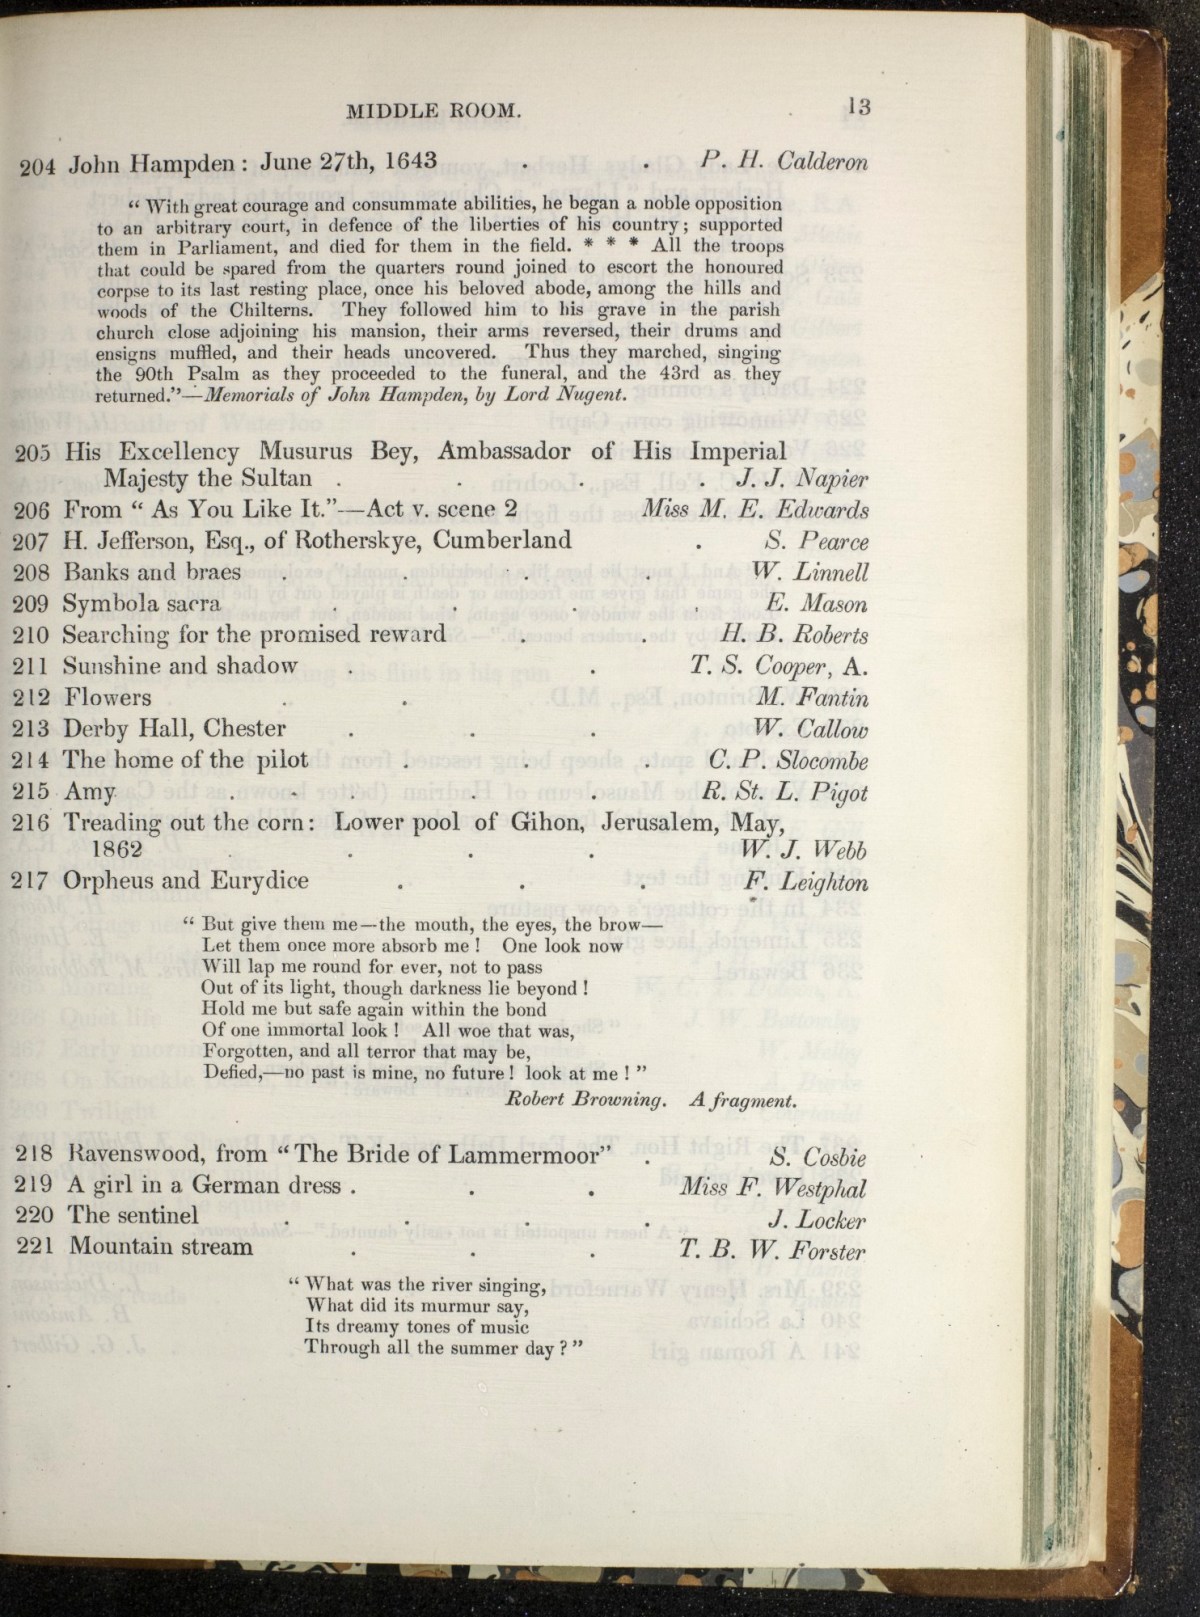 MIDDLE ROOM. 13
204 John Hampden: June 27th, 1643 . . P. H. Calderon
“ With great courage and consummate abilities, he began a noble opposition
to an arbitrary court, in defence of the liberties of his country; supported
them in Parliament, and died for them in the field. * * * All the troops
that could be spared from the quarters round joined to escort the honoured
corpse to its last resting place, once his beloved abode, among the hills and
woods of the Chilterns. They followed him to his grave in the parish
church close adjoining his mansion, their arms reversed, their drums and
ensigns muffled, and their heads uncovered. Thus they marched, singing
the 90th Psalm as they proceeded to the funeral, and the 43rd as they
returned.”—Memorials of John Hampden, by Lord Nugent.
205 His Excellency Musurus Bey, Ambassador of His Imperial
Majesty the Sultan . . . . J. J. Napier
206 From “ As You Like It.”—Act v. scene 2 Miss M. E. Edwards
207 H. Jefferson, Esq., of Rotherskye, Cumberland . S. Pearce
208 Banks and braes . . . . W. Linnell
209 Symbola sacra . . . . E. Mason
210 Searching for the promised reward . . H. B. Roberts
211 Sunshine and shadow . . . T. S. Cooper, A.
212 Flowers . . M. Fantin
213 Derby Hall, Chester . . . W. Callow
214 The home of the pilot . . . C. P. Slocombe
215 Amy . . . . . R. St. L. Pigot
216 Treading out the corn: Lower pool of Gihon, Jerusalem, May,
1862 . . . . W. J. Webb
217 Orpheus and Eurydice . . . F. Leighton
“ But give them me—the mouth, the eyes, the brow—
Let them once more absorb me ! One look now
Will lap me round for ever, not to pass
Out of its light, though darkness lie beyond !
Hold me but safe again within the bond
Of one immortal look ! All woe that was,
Forgotten, and all terror that may be,
Defied,—no past is mine, no future ! look at me ! ”
Robert Browning. A fragment.
218 Ravenswood, from “The Bride of Lammermoor” . S. Cosbie
219 A girl in a German dress . . . Miss F. Westphal
220 The sentinel . . . . J. Locker
221 Mountain stream . . . T. B. W. Forster
“ What was the river singing,
What did its murmur say,
Its dreamy tones of music
Through all the summer day ? ”